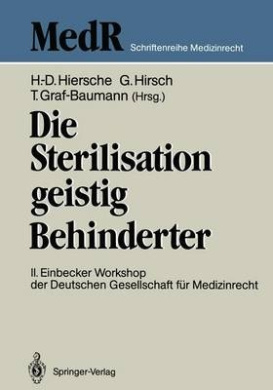 MedR Schriftenreihe Medizinrecht
H.-D. Hiersche G. Hirsch
T. Graf-Baumann (Hrsg.)
Die
Sterilisation
geistig
Behinderter
II. Einbecker Workshop
der Deutschen Gesellschaft für Medizinrecht
Springer-Verlag